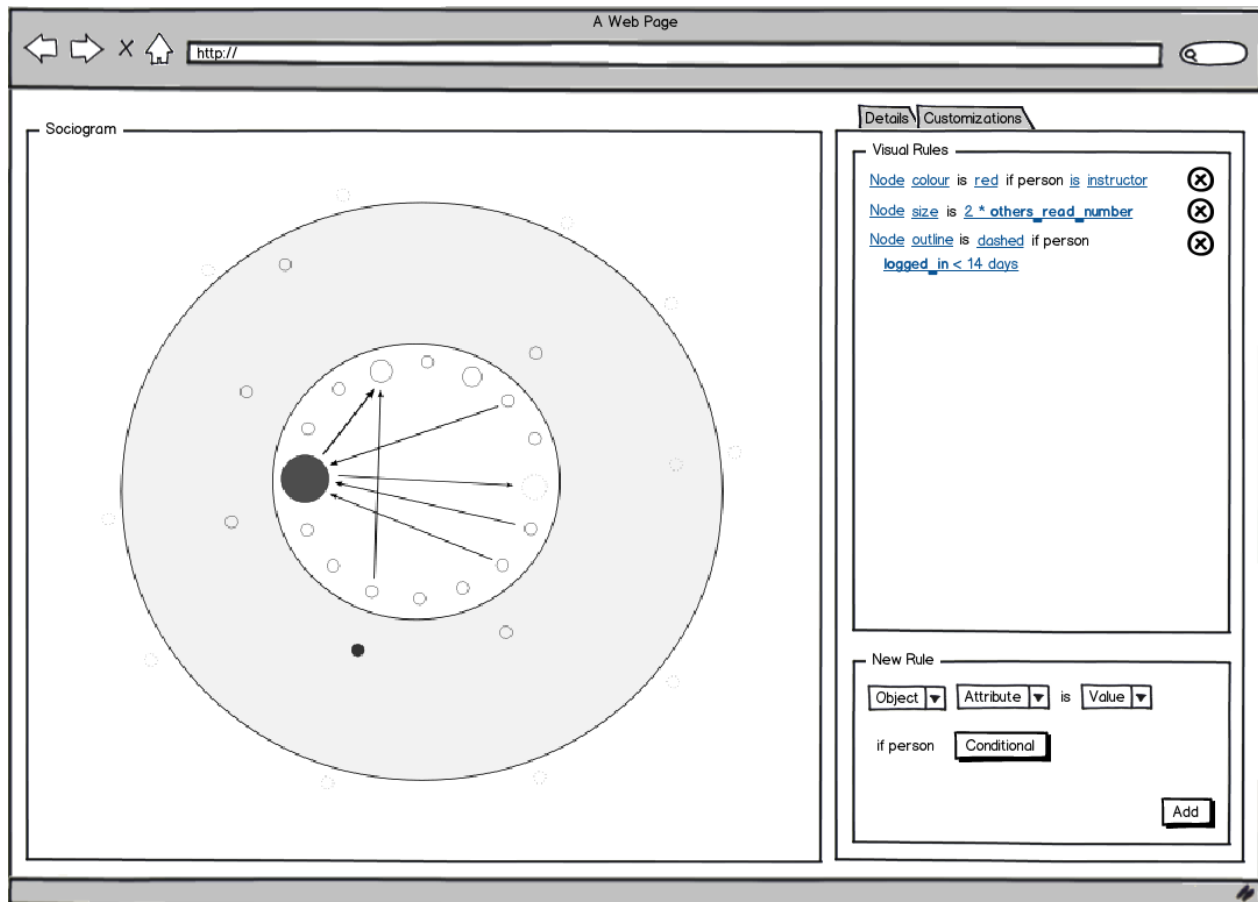 A Web Page
http://
Sociogram
Details Customizations
Visual Rules
Node colour is red if person is instructor
Node size is 2 * others_read_number
Node outline is dashed if person
logged_in < 14 days
New Rule
Object Attribute is Value
if person Conditional
Add